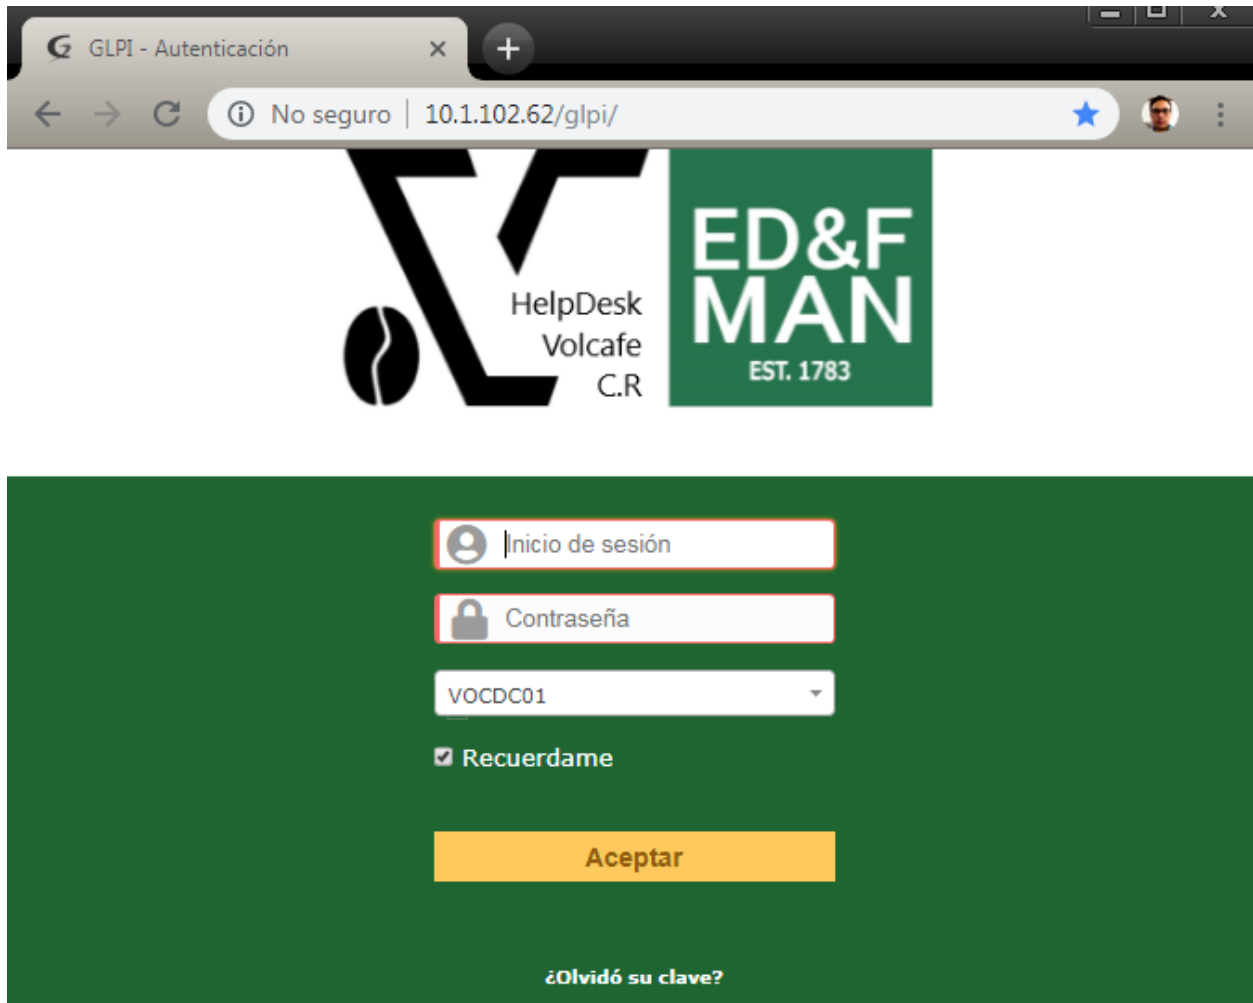 GLPI - Autenticación
No seguro | 10.1.102.62/glpi/
HelpDesk
Volcafe
C.R
ED&F
MAN
EST. 1783
Inicio de sesión
Contraseña
VOCDC01
Recuerdame
Aceptar
¿Olvidó su clave?